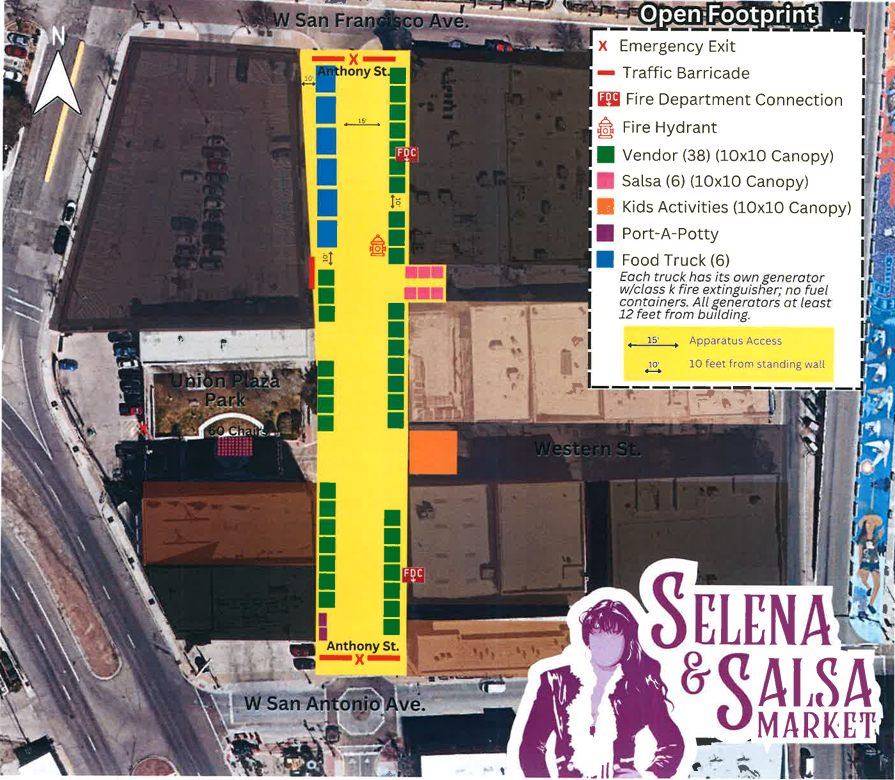 W San Francisco Ave.
Open Footprint
N
X Emergency Exit
Traffic Barricade
FDC Fire Department Connection
Fire Hydrant
Vendor (38) (10x10 Canopy)
Salsa (6) (10x10 Canopy)
Kids Activities (10x10 Canopy)
Port-A-Potty
Food Truck (6)
Each truck has its own generator
w/class k fire extinguisher; no fuel
containers. All generators at least
12 feet from building.
15' Apparatus Access
10' 10 feet from standing wall
X
Anthony St.
10'
15'
FDC
10'
10'
Union Plaza
Park
60 Chairs
Western St.
FDC
Anthony St.
X
W San Antonio Ave.
SELENA
& SALSA
MARKET